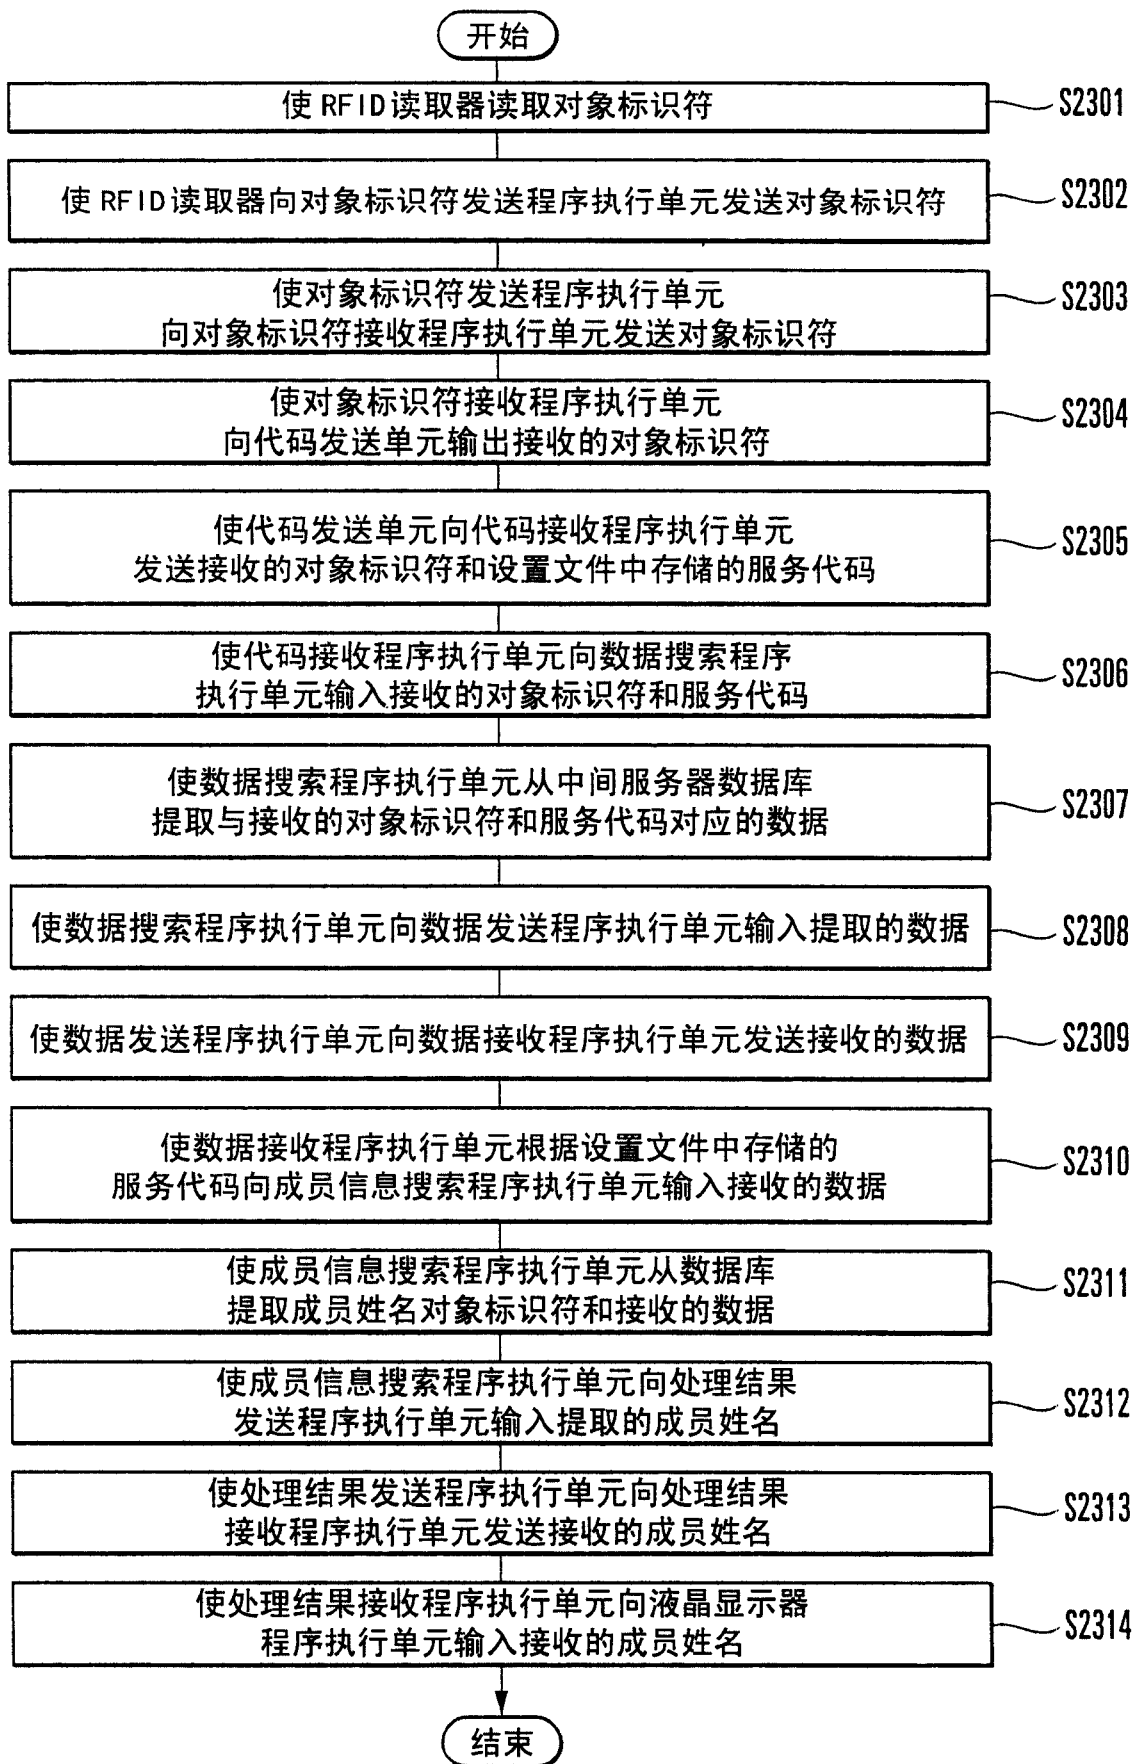 开始
使RFID读取器读取对象标识符
S2301
使RFID读取器向对象标识符发送程序执行单元发送对象标识符
S2302
使对象标识符发送程序执行单元
向对象标识符接收程序执行单元发送对象标识符
S2303
使对象标识符接收程序执行单元
向代码发送单元输出接收的对象标识符
S2304
使代码发送单元向代码接收程序执行单元
发送接收的对象标识符和设置文件中存储的服务代码
S2305
使代码接收程序执行单元向数据搜索程序
执行单元输入接收的对象标识符和服务代码
S2306
使数据搜索程序执行单元从中间服务器数据库
提取与接收的对象标识符和服务代码对应的数据
S2307
使数据搜索程序执行单元向数据发送程序执行单元输入提取的数据
S2308
使数据发送程序执行单元向数据接收程序执行单元发送接收的数据
S2309
使数据接收程序执行单元根据设置文件中存储的
服务代码向成员信息搜索程序执行单元输入接收的数据
S2310
使成员信息搜索程序执行单元从数据库
提取成员姓名对象标识符和接收的数据
S2311
使成员信息搜索程序执行单元向处理结果
发送程序执行单元输入提取的成员姓名
S2312
使处理结果发送程序执行单元向处理结果
接收程序执行单元发送接收的成员姓名
S2313
使处理结果接收程序执行单元向液晶显示器
程序执行单元输入接收的成员姓名
S2314
结束